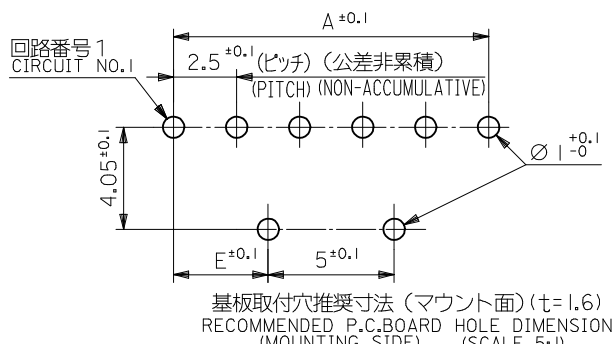 A ±0.1
回路番号1
CIRCUIT NO.1
2.5 ±0.1 (ピッチ) (公差非累積)
(PITCH) (NON-ACCUMULATIVE)
4.05±0.1
Ø 1 +0.1 -0
E±0.1
5±0.1
基板取付穴推奨寸法 (マウント面) (t=1.6)
RECOMMENDED P.C.BOARD HOLE DIMENSION
(MOUNTING SIDE) (SCALE 5:1)